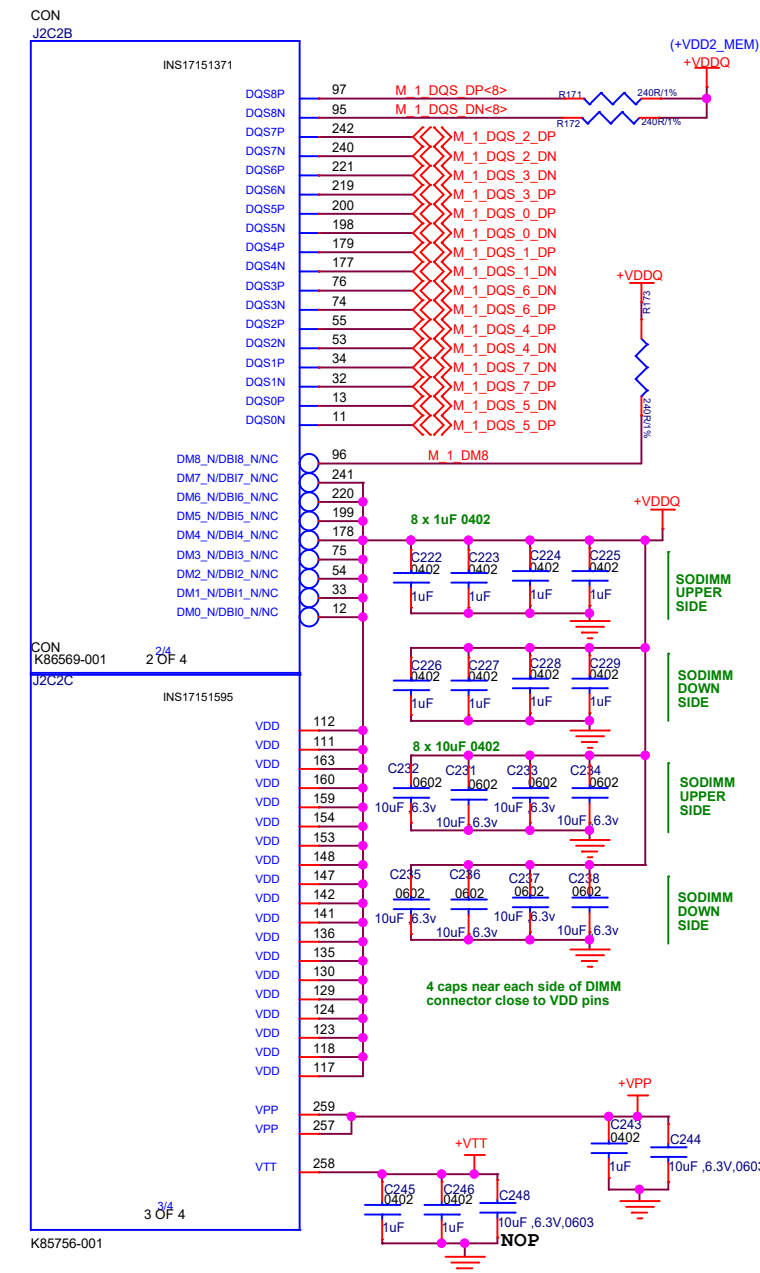 CON
J2C2B
INS17151371
(+VDD2_MEM)
+VDDQ
DQS8P 97 M_1_DQS_DP<8> R171 240R/1%
DQS8N 95 M_1_DQS_DN<8> R172 240R/1%
DQS7P 242 M_1_DQS_2_DP
DQS7N 240 M_1_DQS_2_DN
DQS6P 221 M_1_DQS_3_DN
DQS6N 219 M_1_DQS_3_DP
DQS5P 200 M_1_DQS_0_DP
DQS5N 198 M_1_DQS_0_DN
DQS4P 179 M_1_DQS_1_DP
DQS4N 177 M_1_DQS_1_DN
DQS3P 76 M_1_DQS_6_DN
DQS3N 74 M_1_DQS_6_DP
DQS2P 55 M_1_DQS_4_DP
DQS2N 53 M_1_DQS_4_DN
DQS1P 34 M_1_DQS_7_DN
DQS1N 32 M_1_DQS_7_DP
DQS0P 13 M_1_DQS_5_DN
DQS0N 11 M_1_DQS_5_DP
+VDDQ
R173
240R/1%
DM8_N/DBI8_N/NC 96 M_1_DM8
DM7_N/DBI7_N/NC 241
DM6_N/DBI6_N/NC 220
DM5_N/DBI5_N/NC 199
DM4_N/DBI4_N/NC 178
DM3_N/DBI3_N/NC 75
DM2_N/DBI2_N/NC 54
DM1_N/DBI1_N/NC 33
DM0_N/DBI0_N/NC 12
+VDDQ
8 x 1uF 0402
C222 C223 C224 C225
0402 0402 0402 0402
1uF 1uF 1uF 1uF
SODIMM
UPPER
SIDE
C226 C227 C228 C229
0402 0402 0402 0402
1uF 1uF 1uF 1uF
SODIMM
DOWN
SIDE
CON
K86569-001
2/4
2 OF 4
J2C2C
INS17151595
8 x 10uF 0402
C232 C231 C233 C234
0602 0602 0602 0602
10uF ,6.3v 10uF ,6.3v 10uF ,6.3v 10uF ,6.3v
SODIMM
UPPER
SIDE
C235 C236 C237 C238
0602 0602 0602 0602
10uF ,6.3v 10uF ,6.3v 10uF ,6.3v 10uF ,6.3v
SODIMM
DOWN
SIDE
4 caps near each side of DIMM
connector close to VDD pins
VDD 112
VDD 111
VDD 163
VDD 160
VDD 159
VDD 154
VDD 153
VDD 148
VDD 147
VDD 142
VDD 141
VDD 136
VDD 135
VDD 130
VDD 129
VDD 124
VDD 123
VDD 118
VDD 117
VPP 259
VPP 257
VTT 258
+VPP
C243
0402
1uF
C244
10uF ,6.3V,0603
+VTT
C245 C246 C248
0402 0402
1uF 1uF 10uF ,6.3V,0603
NOP
3/4
3 OF 4
K85756-001